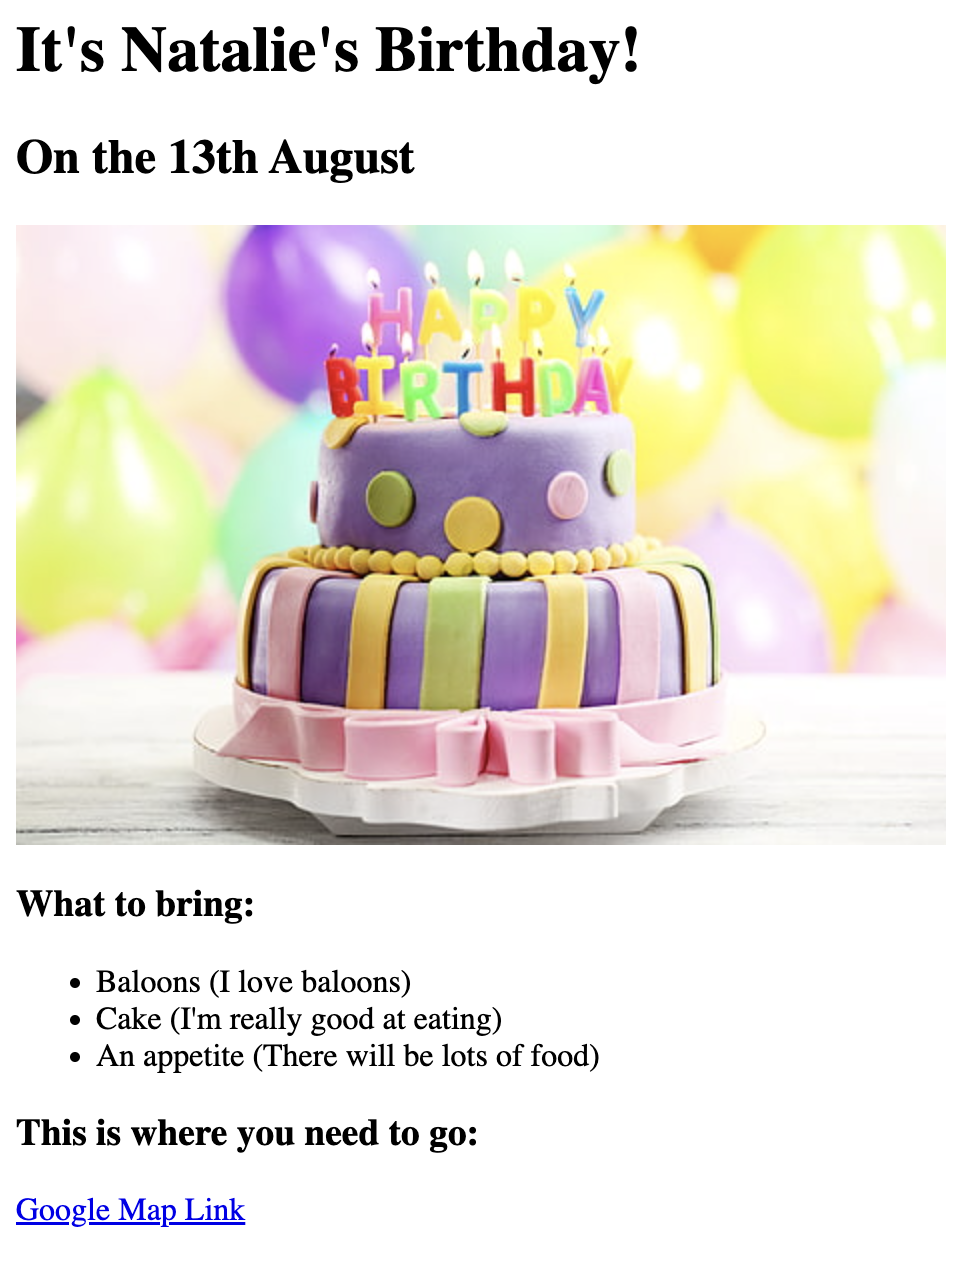 It's Natalie's Birthday!
On the 13th August
HAPPY
BIRTHDAY
What to bring:
Baloons (I love baloons)
Cake (I'm really good at eating)
An appetite (There will be lots of food)
This is where you need to go:
Google Map Link